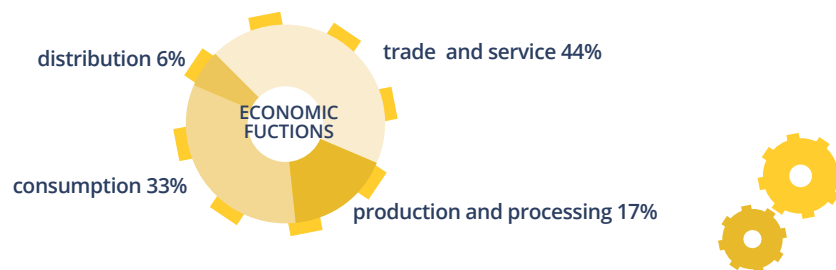 distribution 6%
trade and service 44%
ECONOMIC
FUCTIONS
consumption 33%
production and processing 17%